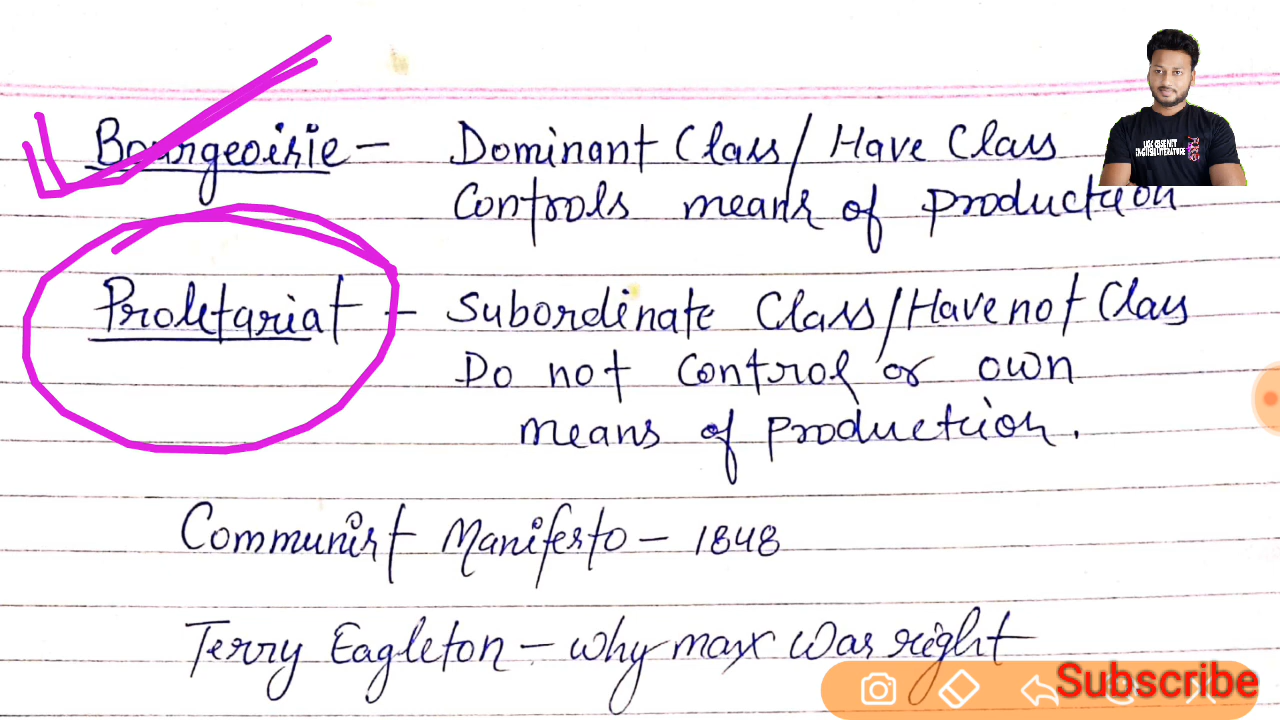 Bourgeoisie - Dominant Class / Have Class
Controls means of production
Proletariat - Subordinate Class / Have not Class
Do not control or own
means of production.
Communist Manifesto - 1848
Terry Eagleton - why max was right
Subscribe